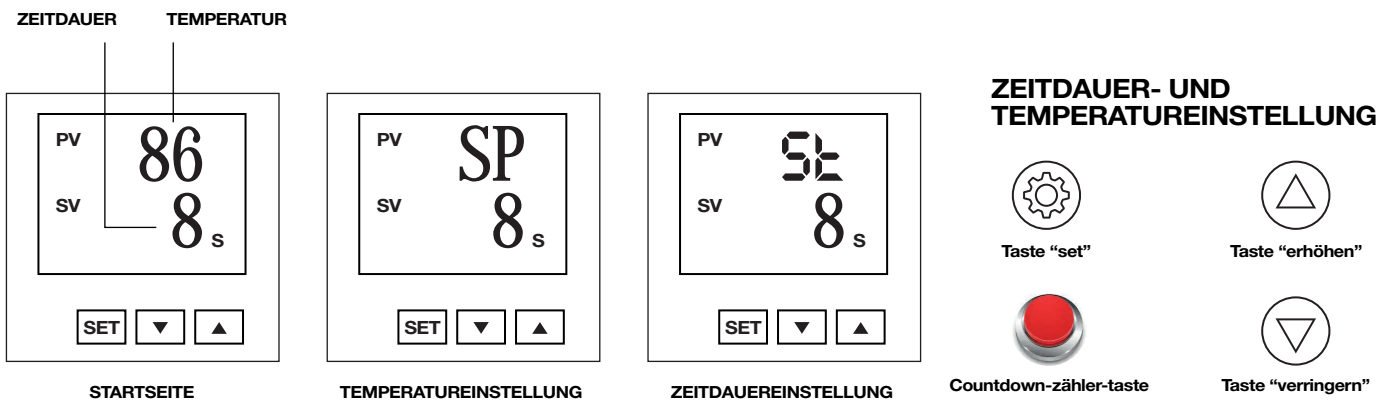 ZEITDAUER
TEMPERATUR
PV
86
SV
8 s
SET
STARTSEITE
PV
SP
SV
8 s
SET
TEMPERATUREINSTELLUNG
PV
St
SV
8 s
SET
ZEITDAUEREINSTELLUNG
ZEITDAUER- UND
TEMPERATUREINSTELLUNG
Taste “set”
Taste “erhöhen”
Countdown-zähler-taste
Taste “verringern”